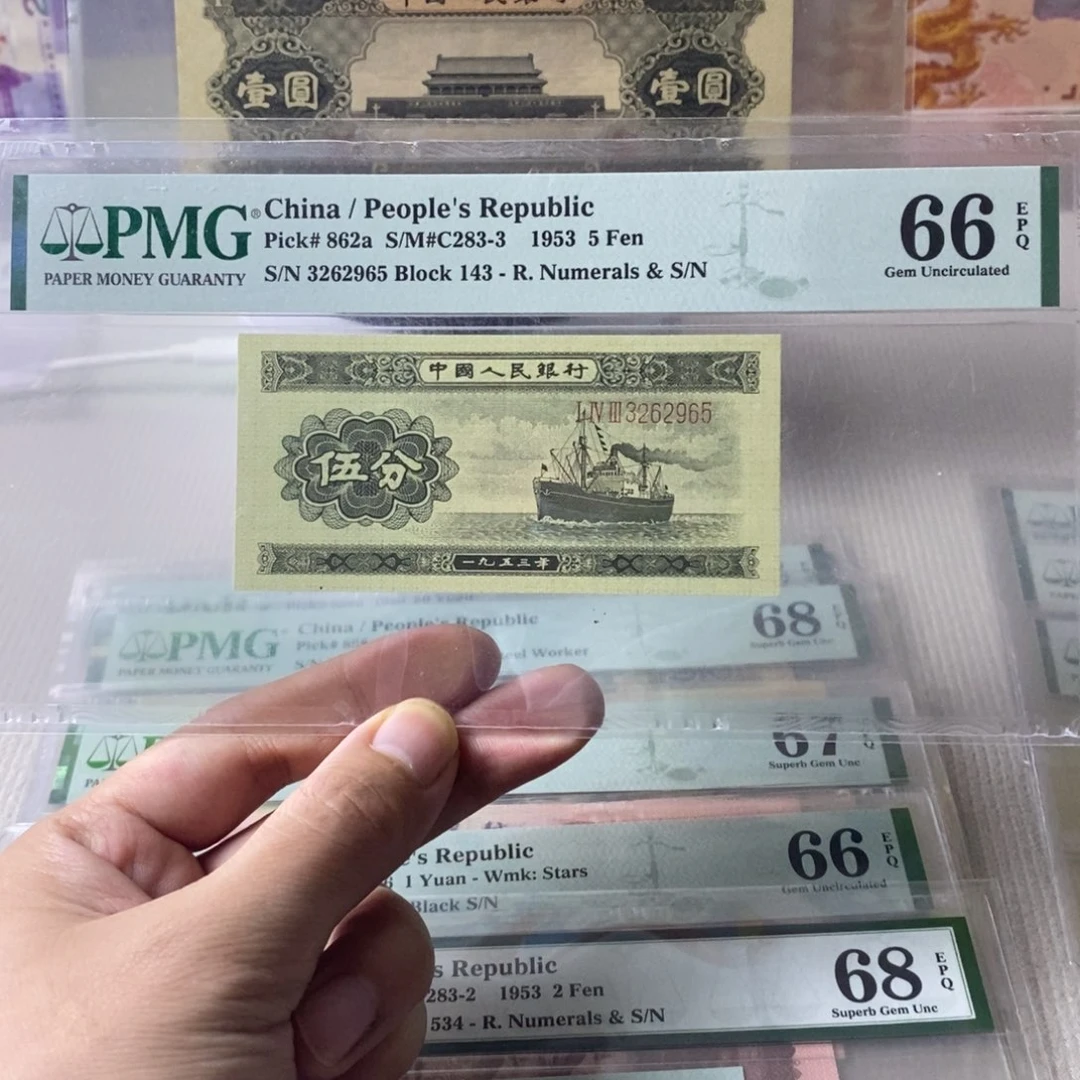 壹圓
壹圓
PMG® China / People's Republic 66 EPQ
PAPER MONEY GUARANTY
Pick# 862a S/M#C283-3 1953 5 Fen
S/N 3262965 Block 143 - R. Numerals & S/N
Gem Uncirculated
中國人民銀行
I IV III 3262965
伍分
一九五三年
PMG China / People's Republic 68
PAPER MONEY GUARANTY
Pick#
Superb Gem Unc
Worker
67
Superb Gem Unc
's Republic 66 EPQ
1 Yuan - Wmk: Stars
Black S/N
Gem Uncirculated
s Republic 68 EPQ
283-2 1953 2 Fen
534 - R. Numerals & S/N
Superb Gem Unc